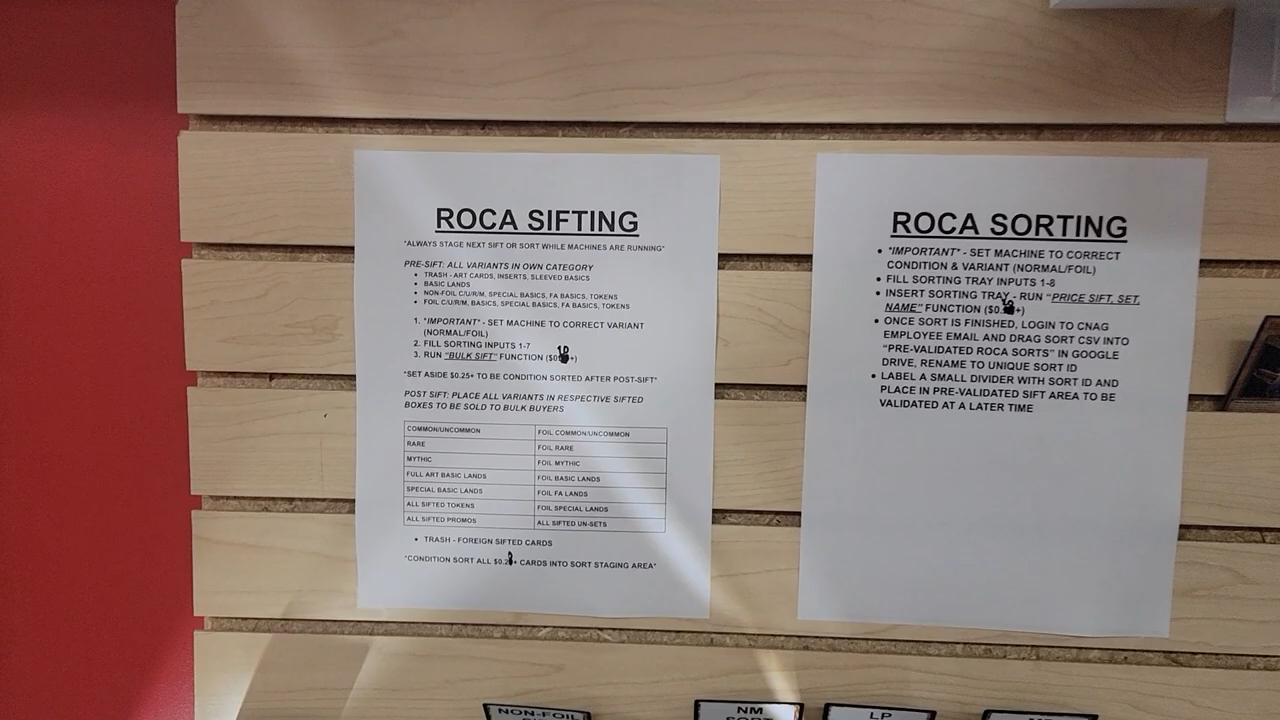 ROCA SIFTING
*ALWAYS STAGE NEXT SIFT OR SORT WHILE MACHINES ARE RUNNING*
PRE-SIFT: ALL VARIANTS IN OWN CATEGORY
• TRASH - ART CARDS, INSERTS, SLEEVED BASICS
• BASIC LANDS
• NON-FOIL C/U/R/M, SPECIAL BASICS, FA BASICS, TOKENS
• FOIL C/U/R/M, BASICS, SPECIAL BASICS, FA BASICS, TOKENS
1. *IMPORTANT* - SET MACHINE TO CORRECT VARIANT
(NORMAL/FOIL)
2. FILL SORTING INPUTS 1-7
3. RUN "BULK SIFT" FUNCTION
*SET ASIDE $0.25+ TO BE CONDITION SORTED AFTER POST-SIFT*
POST SIFT: PLACE ALL VARIANTS IN RESPECTIVE SIFTED
BOXES TO BE SOLD TO BULK BUYERS
COMMON/UNCOMMON FOIL COMMON/UNCOMMON
RARE FOIL RARE
MYTHIC FOIL MYTHIC
FULL ART BASIC LANDS FOIL BASIC LANDS
SPECIAL BASIC LANDS FOIL FA LANDS
ALL SIFTED TOKENS FOIL SPECIAL LANDS
ALL SIFTED PROMOS ALL SIFTED UN-SETS
• TRASH - FOREIGN SIFTED CARDS
*CONDITION SORT ALL CARDS INTO SORT STAGING AREA*
ROCA SORTING
• *IMPORTANT* - SET MACHINE TO CORRECT
CONDITION & VARIANT (NORMAL/FOIL)
• FILL SORTING TRAY INPUTS 1-8
• INSERT SORTING TRAY - RUN "PRICE SIFT, SET,
NAME" FUNCTION
• ONCE SORT IS FINISHED, LOGIN TO CNAG
EMPLOYEE EMAIL AND DRAG SORT CSV INTO
"PRE-VALIDATED ROCA SORTS" IN GOOGLE
DRIVE, RENAME TO UNIQUE SORT ID
• LABEL A SMALL DIVIDER WITH SORT ID AND
PLACE IN PRE-VALIDATED SIFT AREA TO BE
VALIDATED AT A LATER TIME
NON-FOIL
NM
SORT
LP